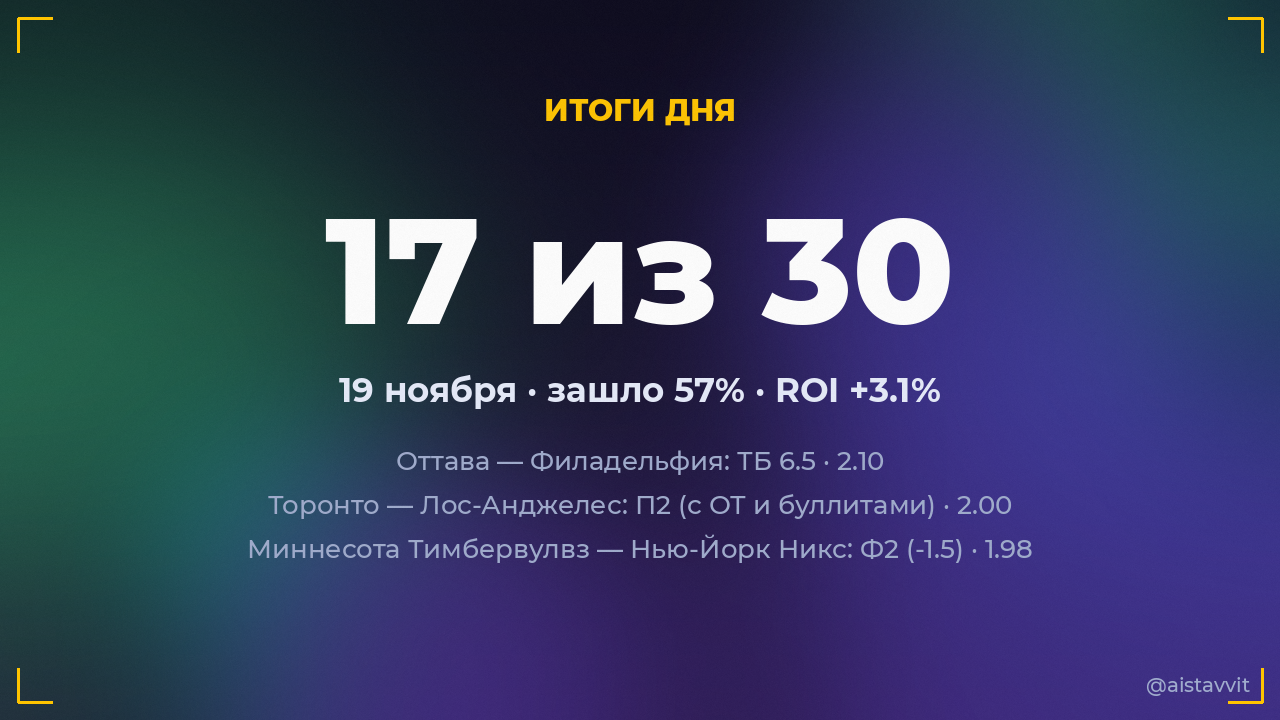 ИТОГИ ДНЯ
17 из 30
19 ноября · зашло 57% · ROI +3.1%
Оттава — Филадельфия: ТБ 6.5 · 2.10
Торонто — Лос-Анджелес: П2 (с ОТ и буллитами) · 2.00
Миннесота Тимбервулвз — Нью-Йорк Никс: Ф2 (-1.5) · 1.98
@aistavvit